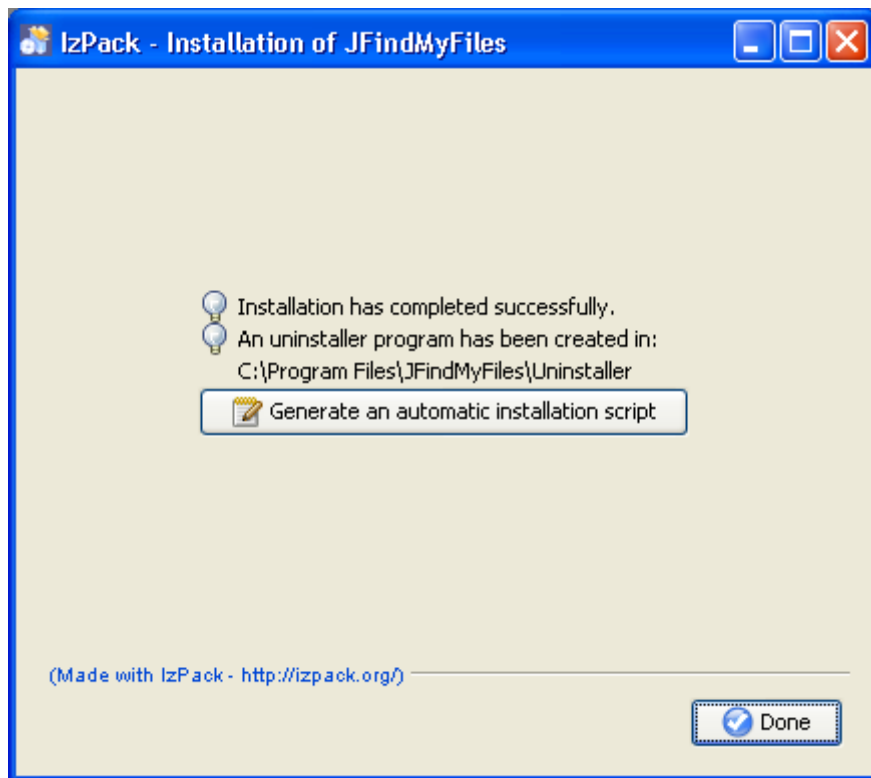 IzPack - Installation of JFindMyFiles
Installation has completed successfully.
An uninstaller program has been created in:
C:\Program Files\JFindMyFiles\Uninstaller
Generate an automatic installation script
(Made with IzPack - http://izpack.org/)
Done